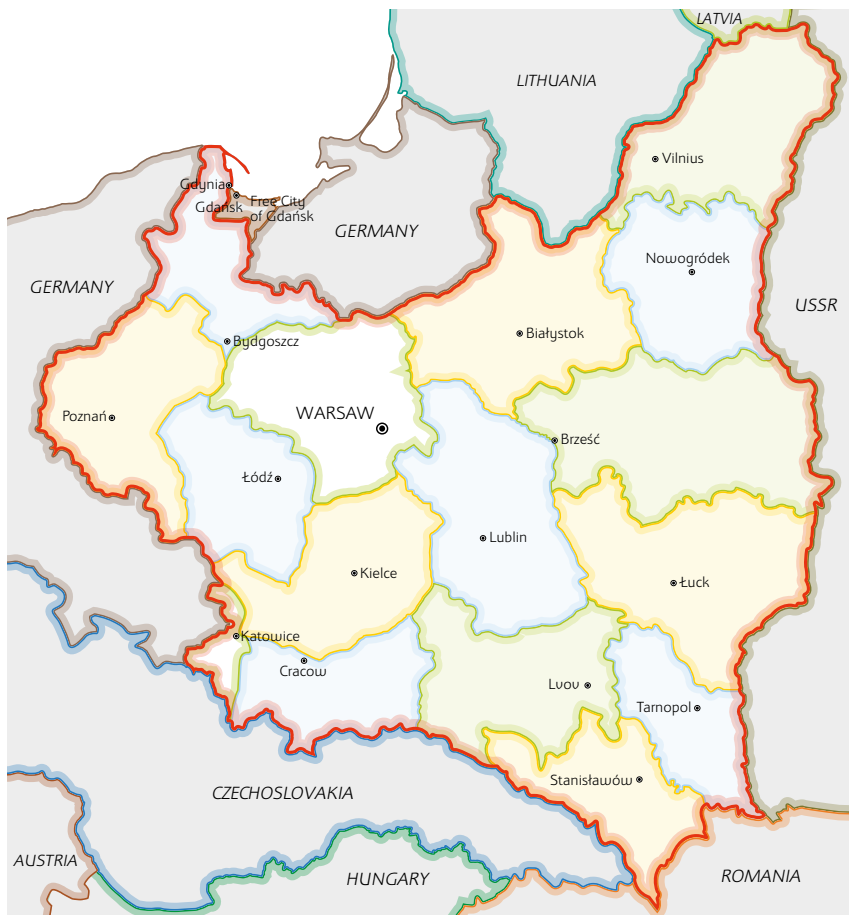 LATVIA
LITHUANIA
Vilnius
Gdynia
Gdańsk
Free City
of Gdańsk
GERMANY
Nowogródek
GERMANY
USSR
Białystok
Bydgoszcz
WARSAW
Poznań
Brześć
Łódź
Lublin
Kielce
Łuck
Katowice
Cracow
Lvov
Tarnopol
Stanisławów
CZECHOSLOVAKIA
AUSTRIA
HUNGARY
ROMANIA